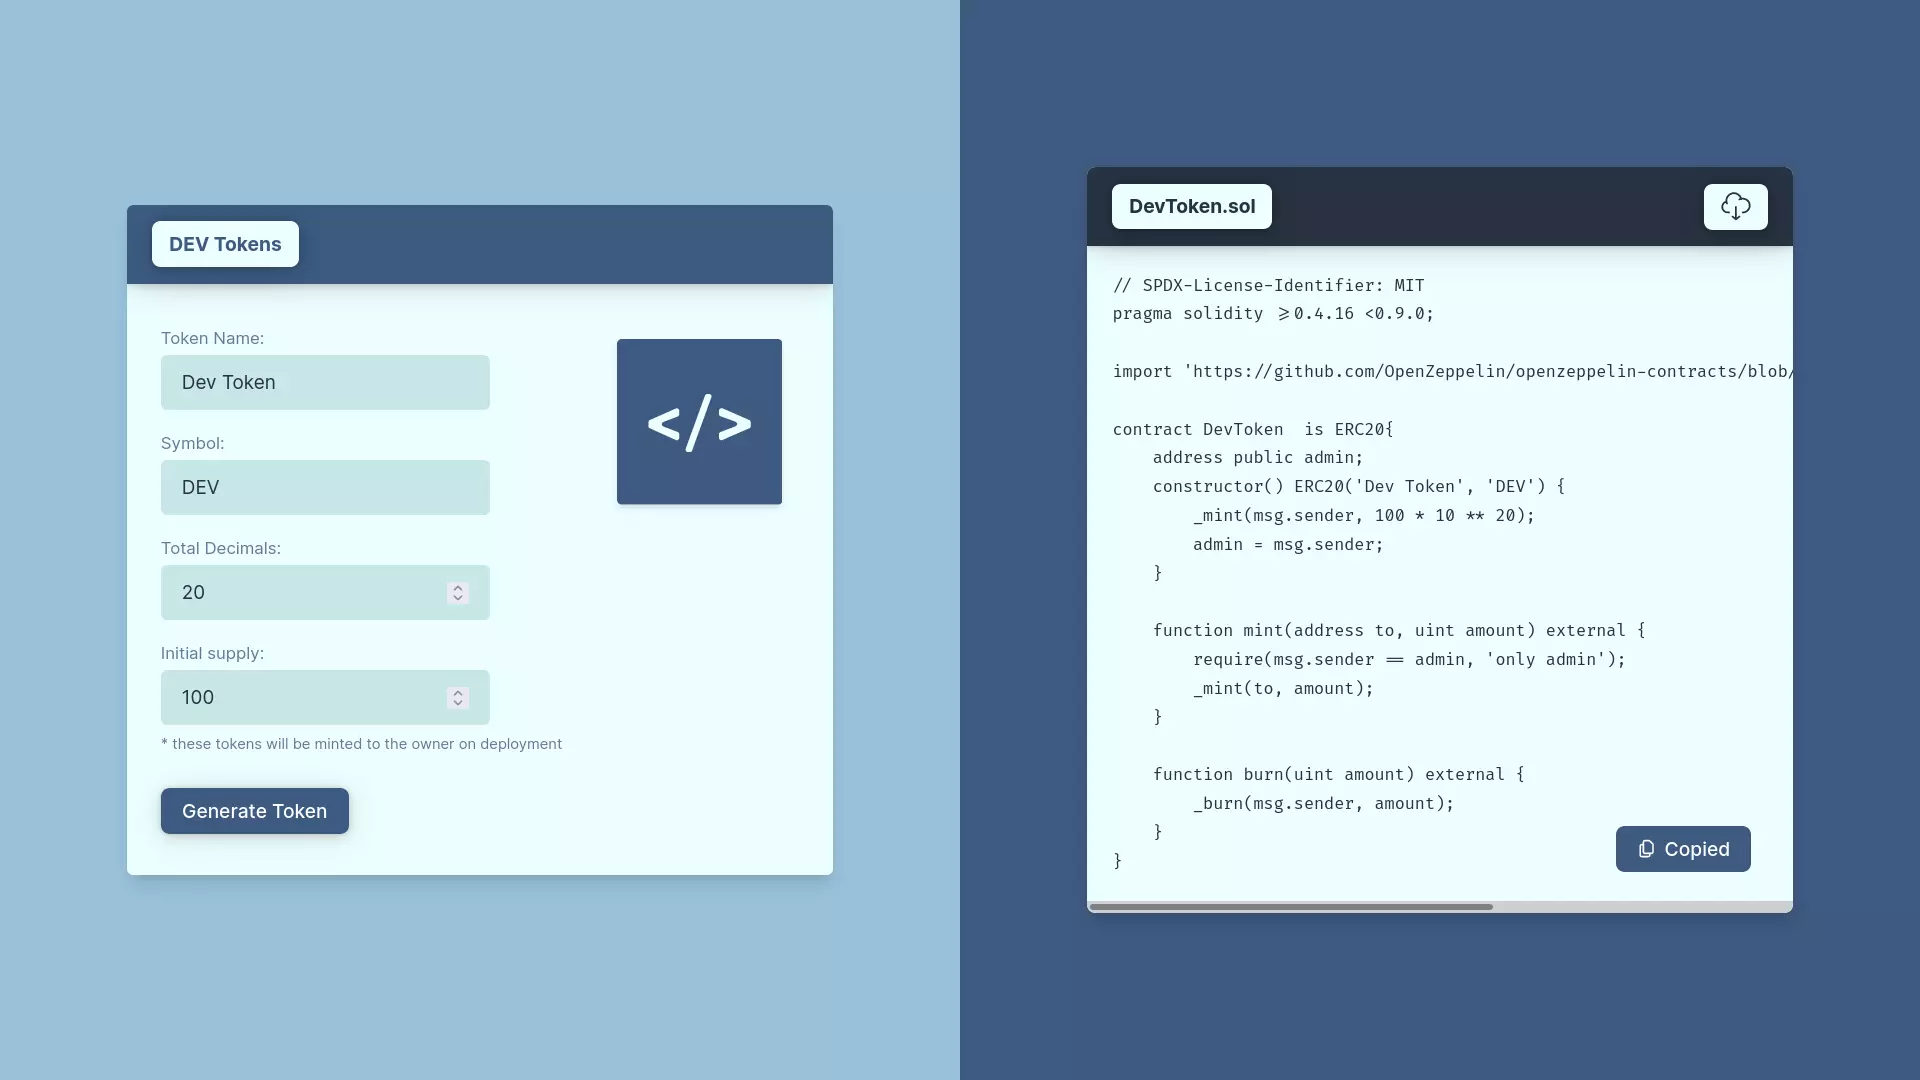 DEV Tokens
Token Name:
Dev Token
Symbol:
DEV
Total Decimals:
20
Initial supply:
100
* these tokens will be minted to the owner on deployment
Generate Token
</>
DevToken.sol
// SPDX-License-Identifier: MIT
pragma solidity >=0.4.16 <0.9.0;
import 'https://github.com/OpenZeppelin/openzeppelin-contracts/blob/
contract DevToken  is ERC20{
    address public admin;
    constructor() ERC20('Dev Token', 'DEV') {
        _mint(msg.sender, 100 * 10 ** 20);
        admin = msg.sender;
    }
    function mint(address to, uint amount) external {
        require(msg.sender == admin, 'only admin');
        _mint(to, amount);
    }
    function burn(uint amount) external {
        _burn(msg.sender, amount);
    }
}
Copied